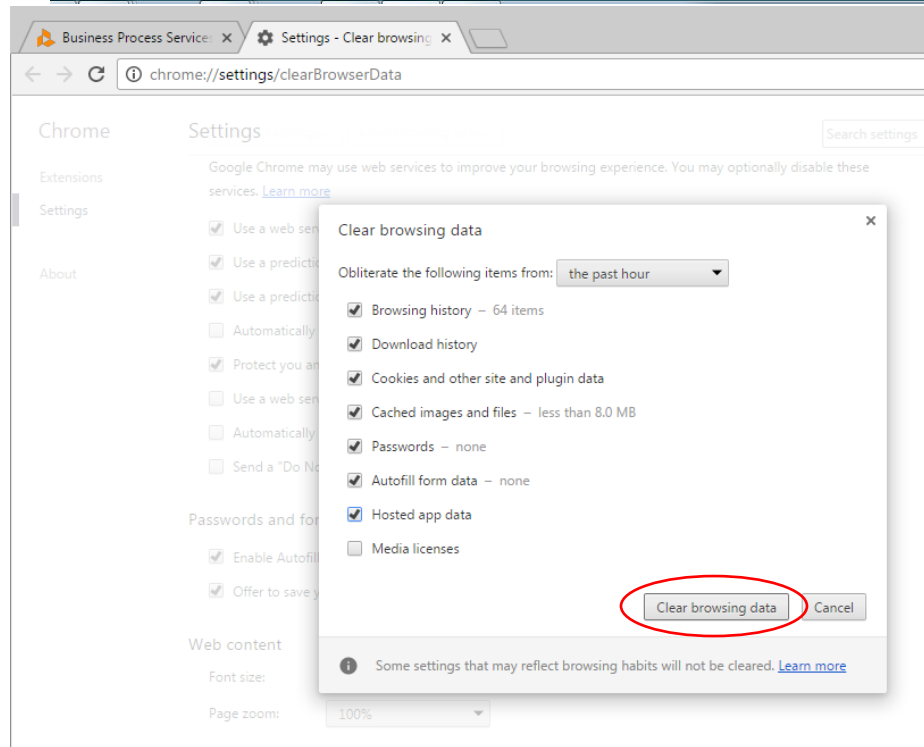 Business Process Service
Settings - Clear browsing
chrome://settings/clearBrowserData
Chrome
Settings
Search settings
Extensions
Settings
About
Google Chrome may use web services to improve your browsing experience. You may optionally disable these
services. Learn more
Use a web ser
Use a predictio
Use a predictio
Automatically
Protect you an
Use a web ser
Automatically
Send a "Do No
Passwords and for
Enable Autofill
Offer to save y
Web content
Font size:
Page zoom: 100%
Clear browsing data
Obliterate the following items from: the past hour
Browsing history – 64 items
Download history
Cookies and other site and plugin data
Cached images and files – less than 8.0 MB
Passwords – none
Autofill form data – none
Hosted app data
Media licenses
Clear browsing data Cancel
Some settings that may reflect browsing habits will not be cleared. Learn more